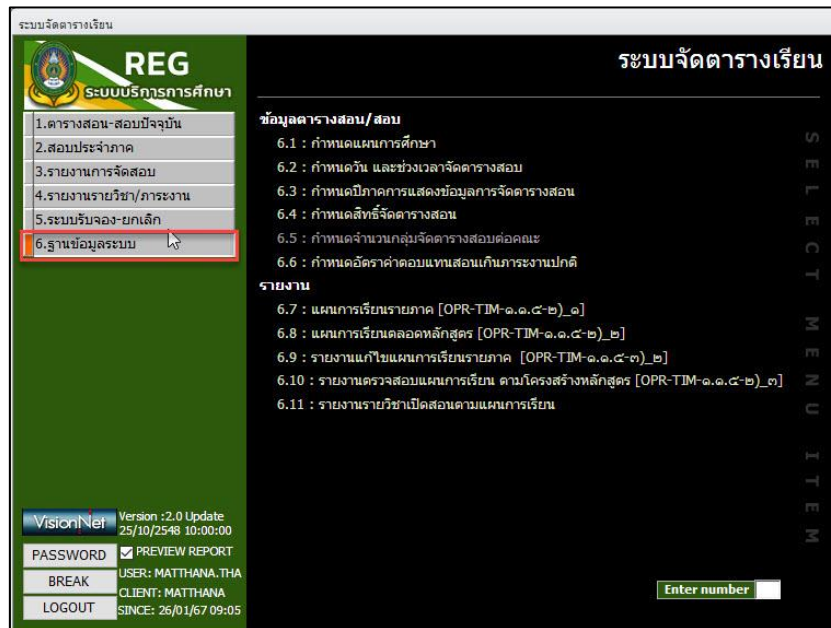 ระบบจัดตารางเรียน
REG
ระบบบริการการศึกษา
1.ตารางสอน-สอบปัจจุบัน
2.สอบประจำภาค
3.รายงานการจัดสอบ
4.รายงานรายวิชา/ภาระงาน
5.ระบบรับจอง-ยกเลิก
6.ฐานข้อมูลระบบ
VisionNet
Version :2.0 Update
25/10/2548 10:00:00
PASSWORD
PREVIEW REPORT
BREAK
USER: MATTHANA.THA
CLIENT: MATTHANA
LOGOUT
SINCE: 26/01/67 09:05
ระบบจัดตารางเรียน
ข้อมูลตารางสอน/สอบ
6.1 : กำหนดแผนการศึกษา
6.2 : กำหนดวัน และช่วงเวลาจัดตารางสอบ
6.3 : กำหนดปีภาคการแสดงข้อมูลการจัดตารางสอน
6.4 : กำหนดสิทธิ์จัดตารางสอน
6.5 : กำหนดจำนวนกลุ่มจัดตารางสอนต่อคณะ
6.6 : กำหนดอัตราค่าตอบแทนสอนเกินภาระงานปกติ
รายงาน
6.7 : แผนการเรียนรายภาค [OPR-TIM-๑.๑.๕-๒)_๑]
6.8 : แผนการเรียนตลอดหลักสูตร [OPR-TIM-๑.๑.๕-๒)_๒]
6.9 : รายงานแก้ไขแผนการเรียนรายภาค [OPR-TIM-๑.๑.๕-๓)_๒]
6.10 : รายงานตรวจสอบแผนการเรียน ตามโครงสร้างหลักสูตร [OPR-TIM-๑.๑.๕-๒)_๓]
6.11 : รายงานรายวิชาเปิดสอนตามแผนการเรียน
SELECT MENU ITEM
Enter number